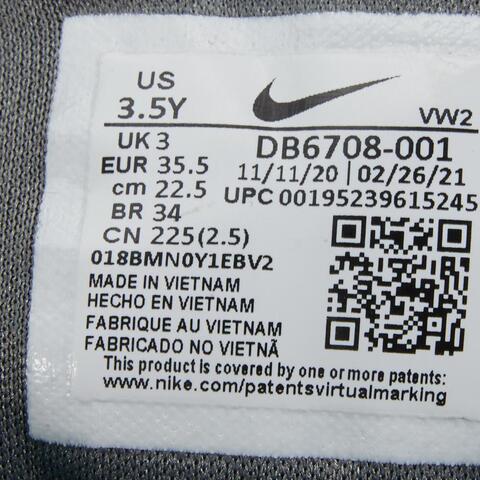 US
3.5Y
VW2
UK 3
EUR 35.5
cm 22.5
BR 34
CN 225(2.5)
DB6708-001
11/11/20 | 02/26/21
UPC 00195239615245
018BMN0Y1EBV2
MADE IN VIETNAM
HECHO EN VIETNAM
FABRIQUE AU VIETNAM
FABRICADO NO VIETNÃ
This product is covered by one or more patents:
www.nike.com/patentsvirtualmarking